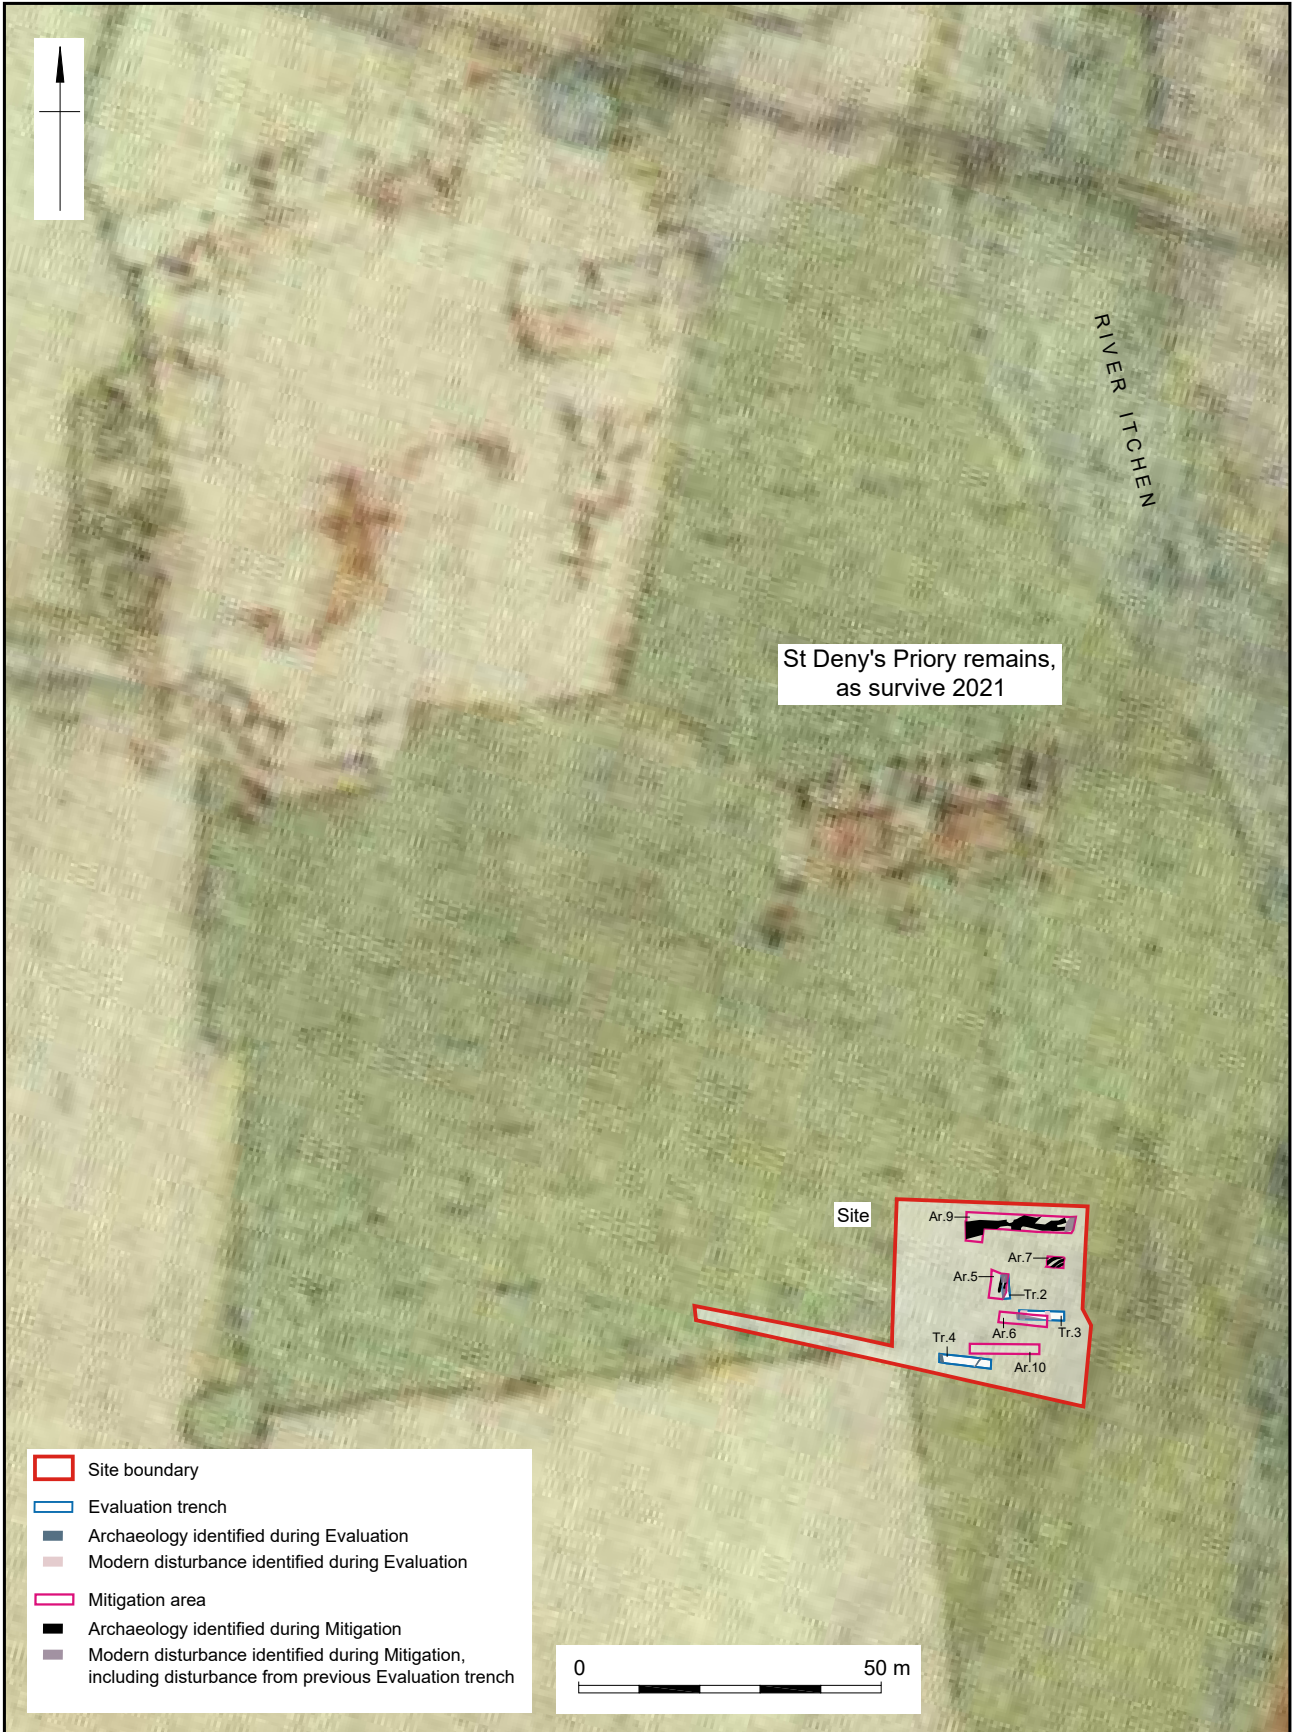 RIVER ITCHEN
St Deny's Priory remains,
as survive 2021
Site
Ar.9
Ar.7
Ar.5
Tr.2
Ar.6
Tr.3
Tr.4
Ar.10
Site boundary
Evaluation trench
Archaeology identified during Evaluation
Modern disturbance identified during Evaluation
Mitigation area
Archaeology identified during Mitigation
Modern disturbance identified during Mitigation,
including disturbance from previous Evaluation trench
0 50 m